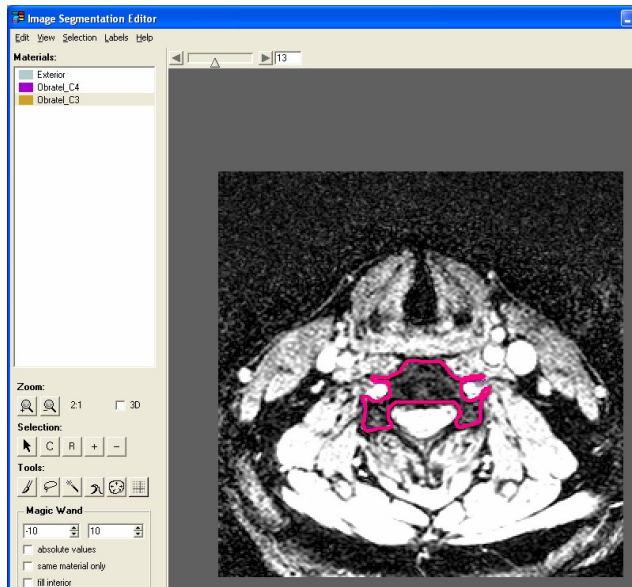 Image Segmentation Editor
Edit View Selection Labels Help
Materials:
13
Exterior
Obratel_C4
Obratel_C3
Zoom:
2:1 3D
Selection:
C R + −
Tools:
Magic Wand
-10 10
absolute values
same material only
fill interior